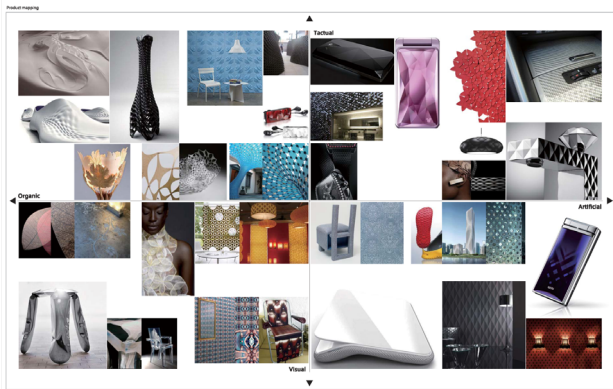 Product mapping
Tactual
Organic
Artificial
Visual